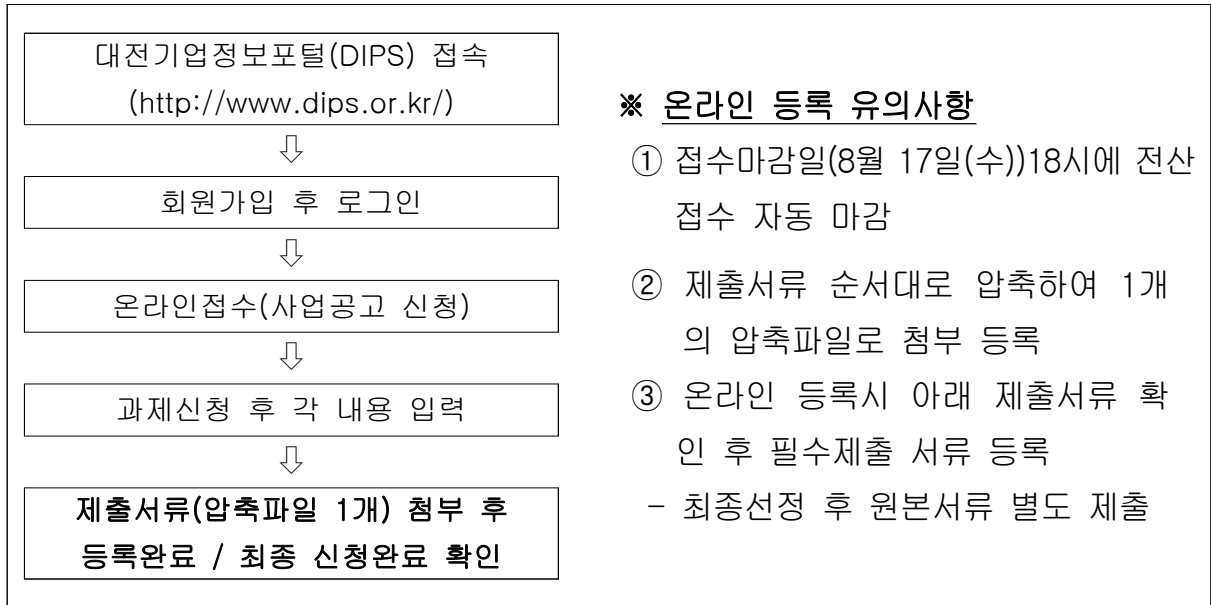 대전기업정보포털(DIPS) 접속
(http://www.dips.or.kr/)
⇩
회원가입 후 로그인
⇩
온라인접수(사업공고 신청)
⇩
과제신청 후 각 내용 입력
⇩
제출서류(압축파일 1개) 첨부 후
등록완료 / 최종 신청완료 확인
※ 온라인 등록 유의사항
① 접수마감일(8월 17일(수))18시에 전산
접수 자동 마감
② 제출서류 순서대로 압축하여 1개
의 압축파일로 첨부 등록
③ 온라인 등록시 아래 제출서류 확
인 후 필수제출 서류 등록
- 최종선정 후 원본서류 별도 제출